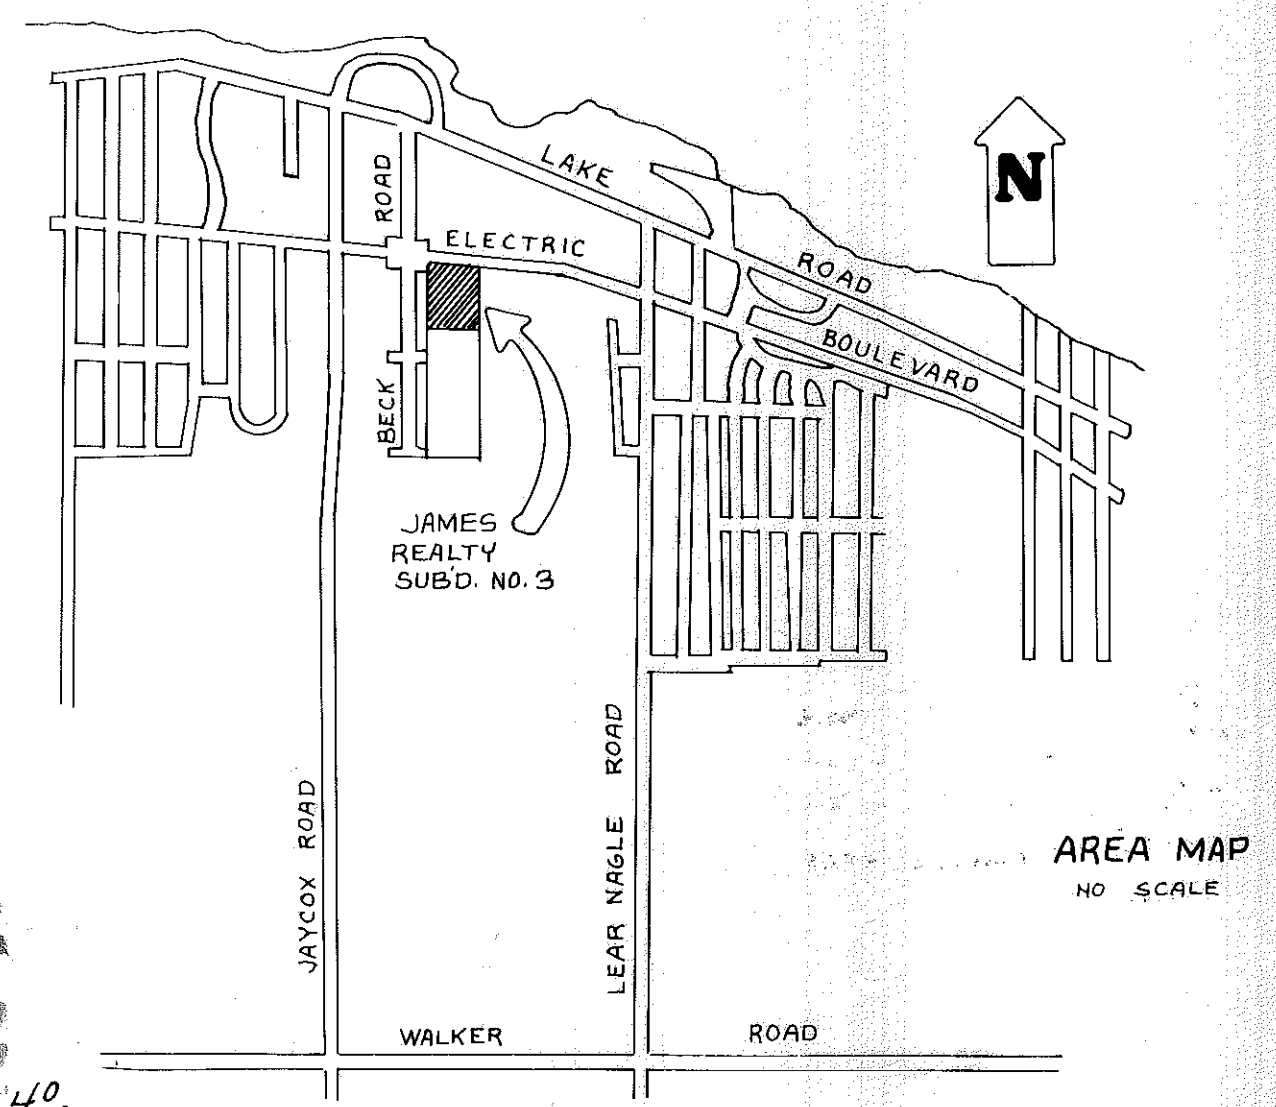 N
LAKE ROAD
ELECTRIC BOULEVARD
BECK ROAD
JAMES
REALTY
SUB'D. NO. 3
JAYCOX ROAD
LEAR NAGLE ROAD
AREA MAP
NO SCALE
WALKER ROAD